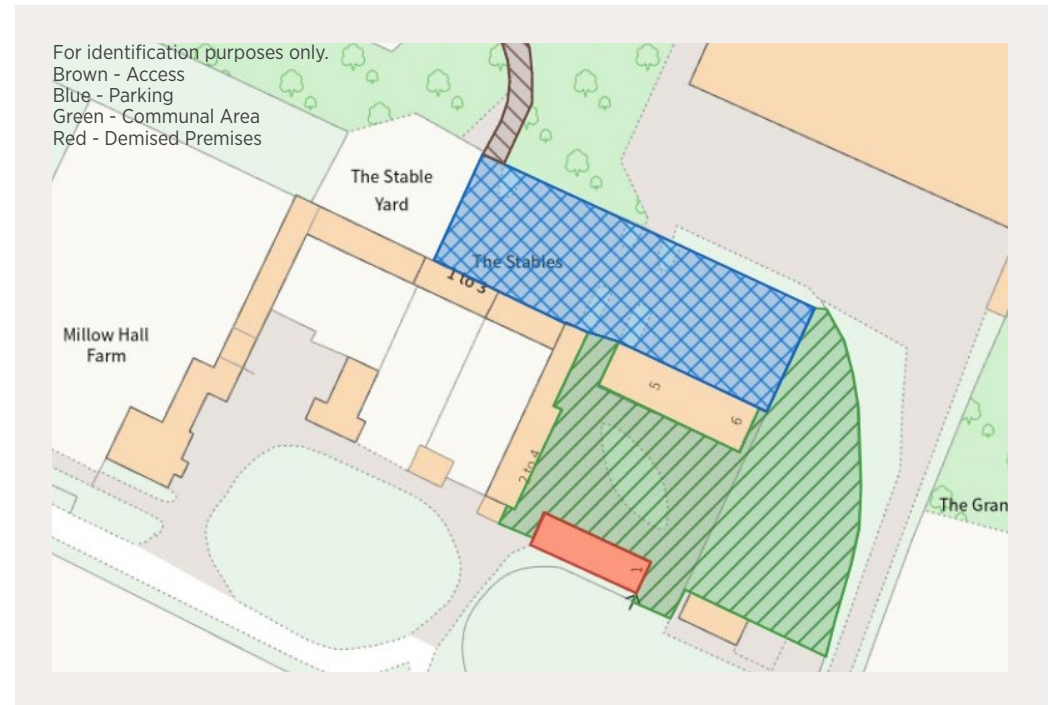 For identification purposes only.
Brown - Access
Blue - Parking
Green - Communal Area
Red - Demised Premises
The Stable
Yard
The Stables
1 to 3
Millow Hall
Farm
5
6
2 to 4
The Gran
1